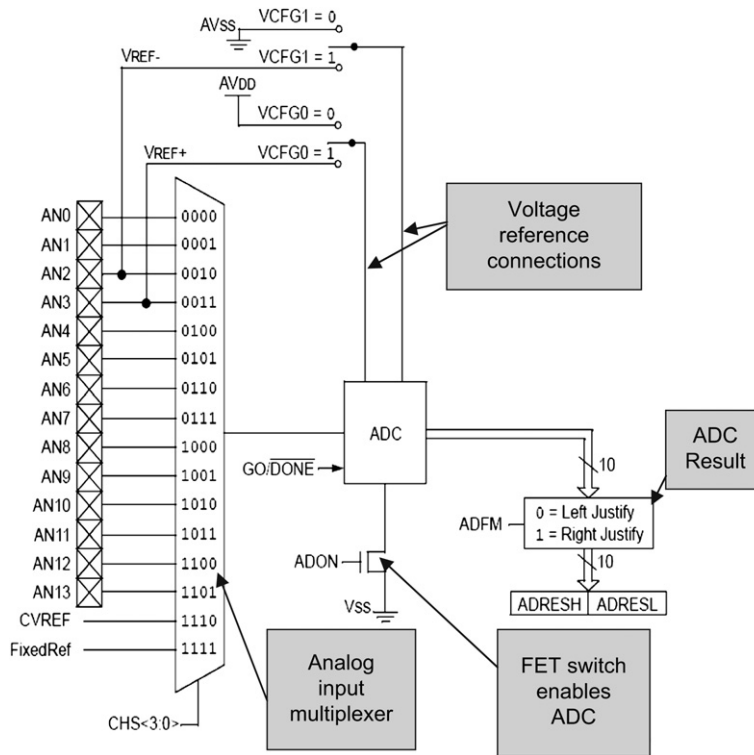 AVSS
VCFG1 = 0
VREF-
VCFG1 = 1
AVDD
VCFG0 = 0
VREF+
VCFG0 = 1
Voltage
reference
connections
AN0
0000
AN1
0001
AN2
0010
AN3
0011
AN4
0100
AN5
0101
AN6
0110
AN7
0111
AN8
1000
AN9
1001
AN10
1010
AN11
1011
AN12
1100
AN13
1101
CVREF
1110
FixedRef
1111
CHS<3:0>
ADC
GO/DONE
10
ADC
Result
ADFM
0 = Left Justify
1 = Right Justify
10
ADRESH
ADRESL
ADON
VSS
Analog
input
multiplexer
FET switch
enables
ADC